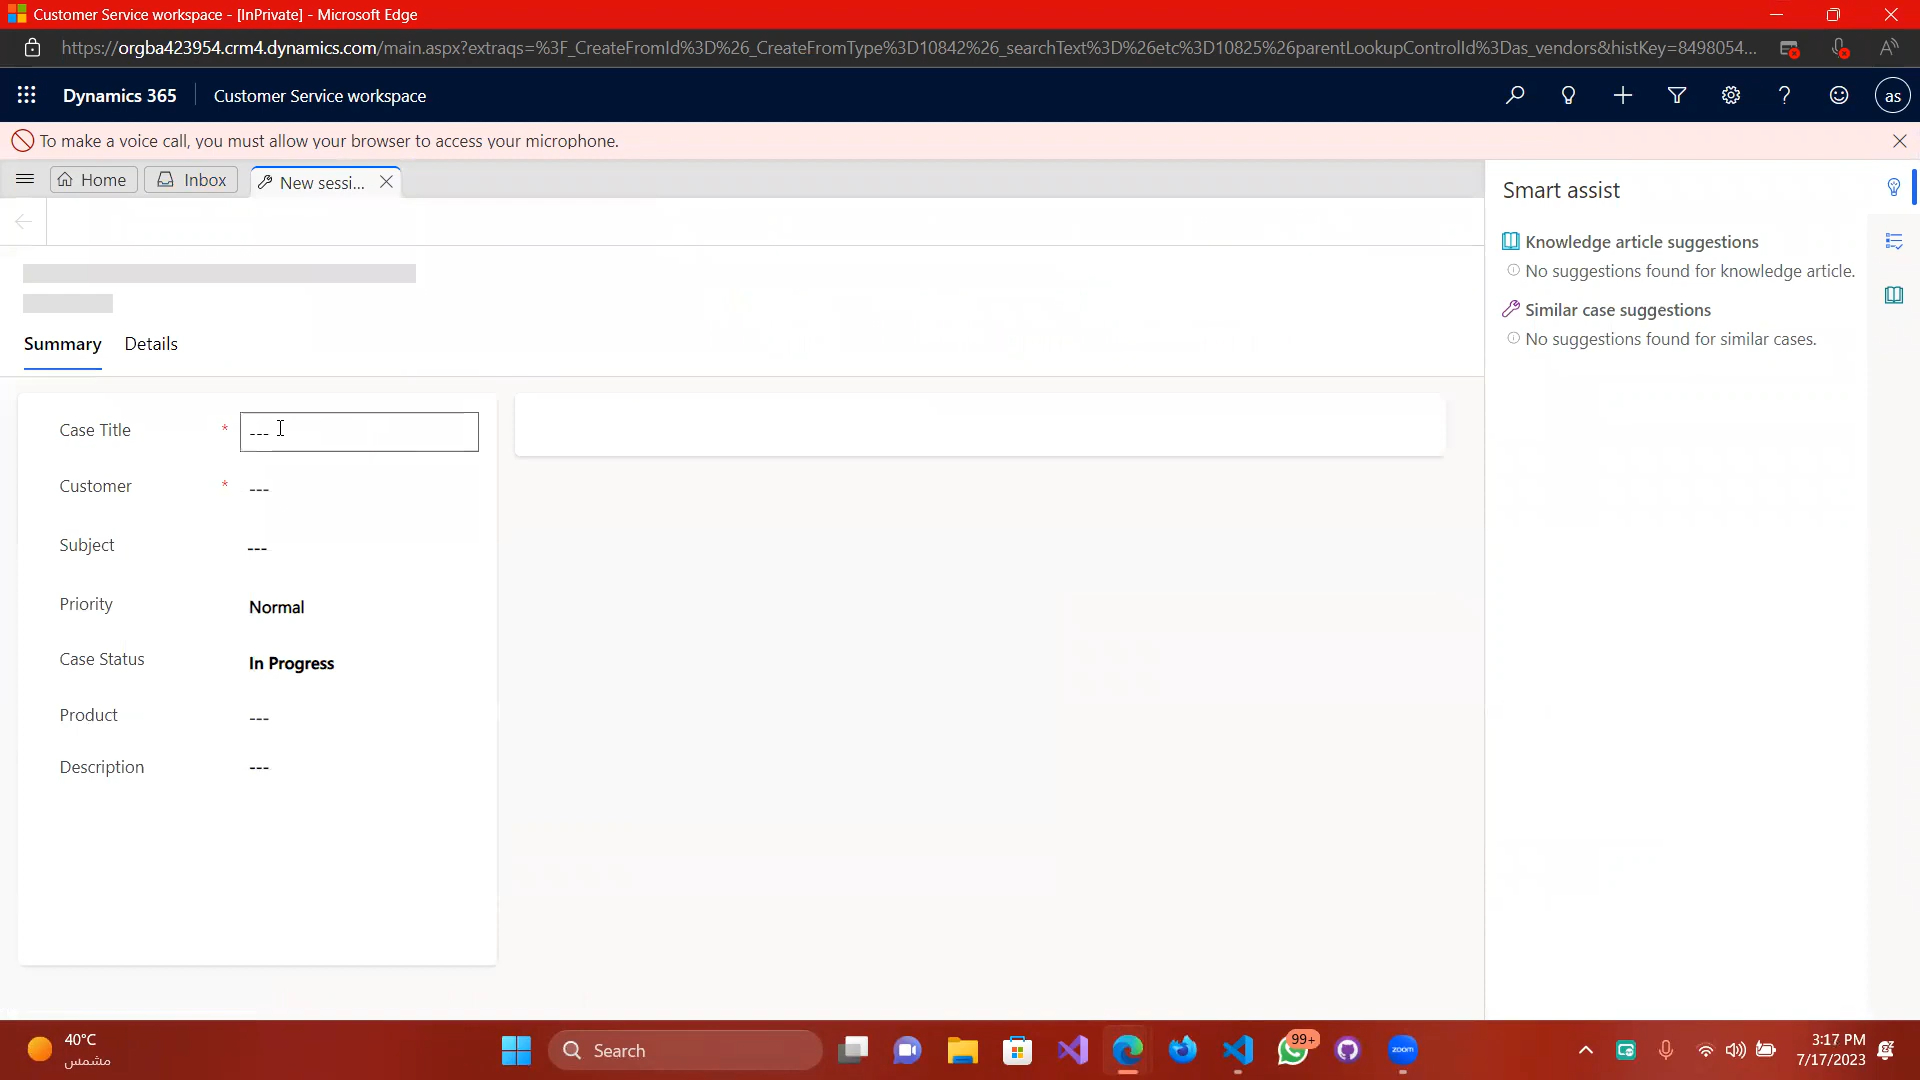 Customer Service workspace - [InPrivate] - Microsoft Edge
https://orgba423954.crm4.dynamics.com/main.aspx?extraqs=%3F_CreateFromId%3D%26_CreateFromType%3D10842%26_searchText%3D%26etc%3D10825%26parentLookupControlId%3Das_vendors&histKey=8498054...
Dynamics 365 Customer Service workspace as
To make a voice call, you must allow your browser to access your microphone.
Home Inbox New sessi...
Smart assist
Knowledge article suggestions
No suggestions found for knowledge article.
Similar case suggestions
No suggestions found for similar cases.
Summary Details
Case Title * ---
Customer * ---
Subject ---
Priority Normal
Case Status In Progress
Product ---
Description ---
40°C
مشمس
Search
99+
zoom
3:17 PM
7/17/2023